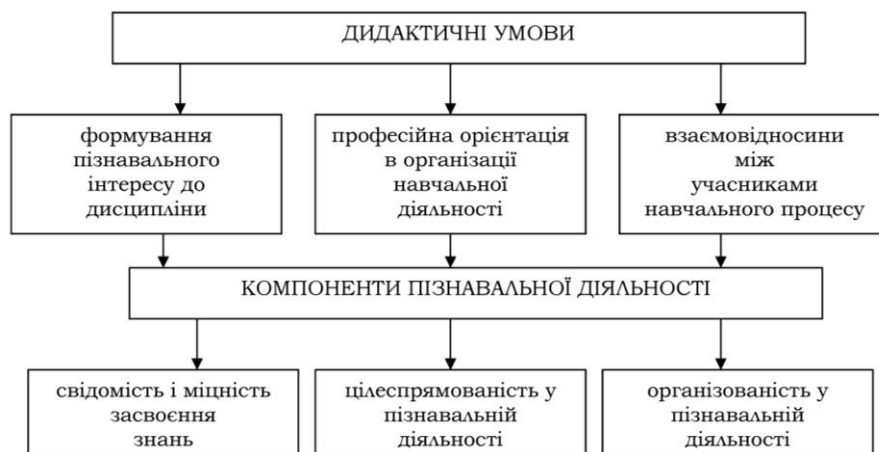 ДИДАКТИЧНІ УМОВИ
формування
пізнавального
інтересу до
дисципліни
професійна орієнтація
в організації
навчальної
діяльності
взаємовідносини
між
учасниками
навчального процесу
КОМПОНЕНТИ ПІЗНАВАЛЬНОЇ ДІЯЛЬНОСТІ
свідомість і міцність
засвоєння
знань
цілеспрямованість у
пізнавальній
діяльності
організованість у
пізнавальній
діяльності